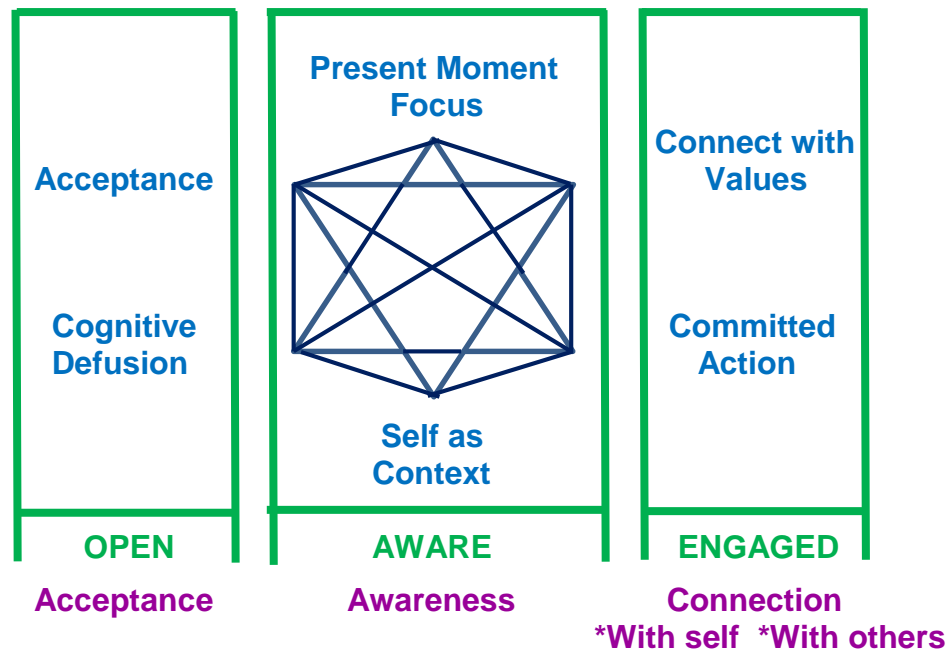 Acceptance
Cognitive
Defusion
OPEN
Acceptance
Present Moment
Focus
Self as
Context
AWARE
Awareness
Connect with
Values
Committed
Action
ENGAGED
Connection
*With self *With others